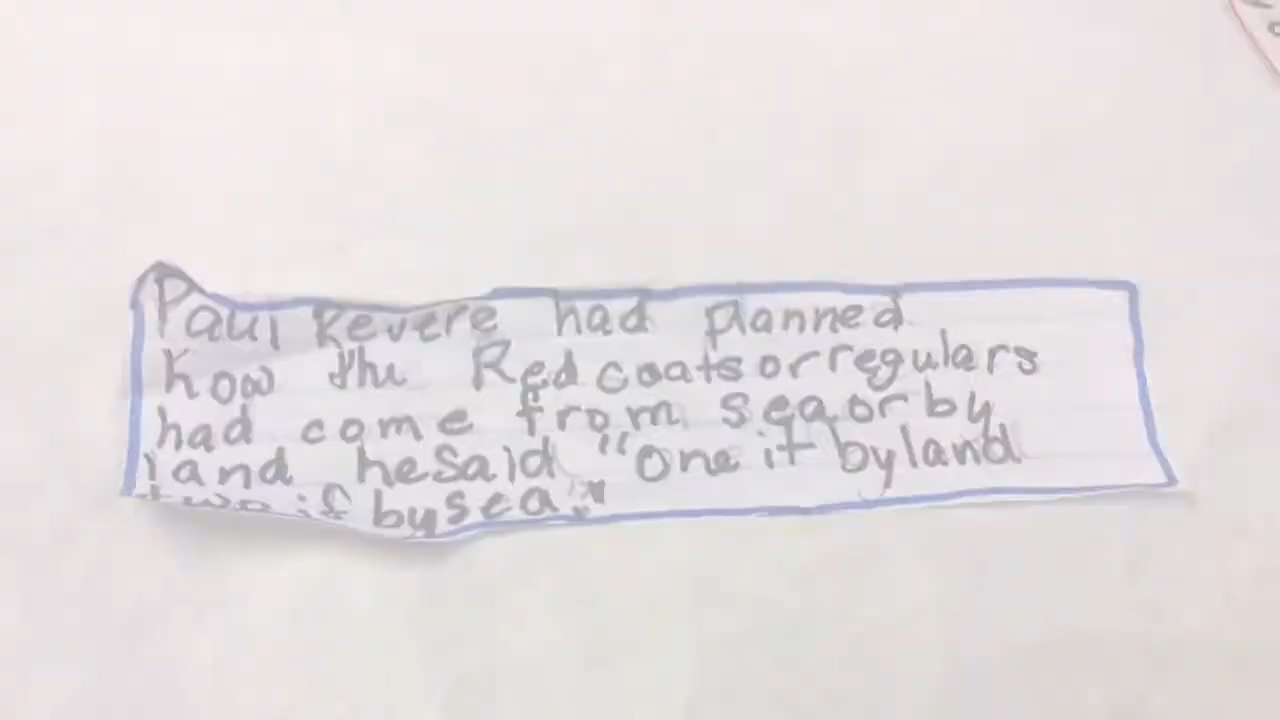 Paul Revere had planned
how the Redcoats or regulars
had come from sea or by
land he said "One if by land
two if by sea."